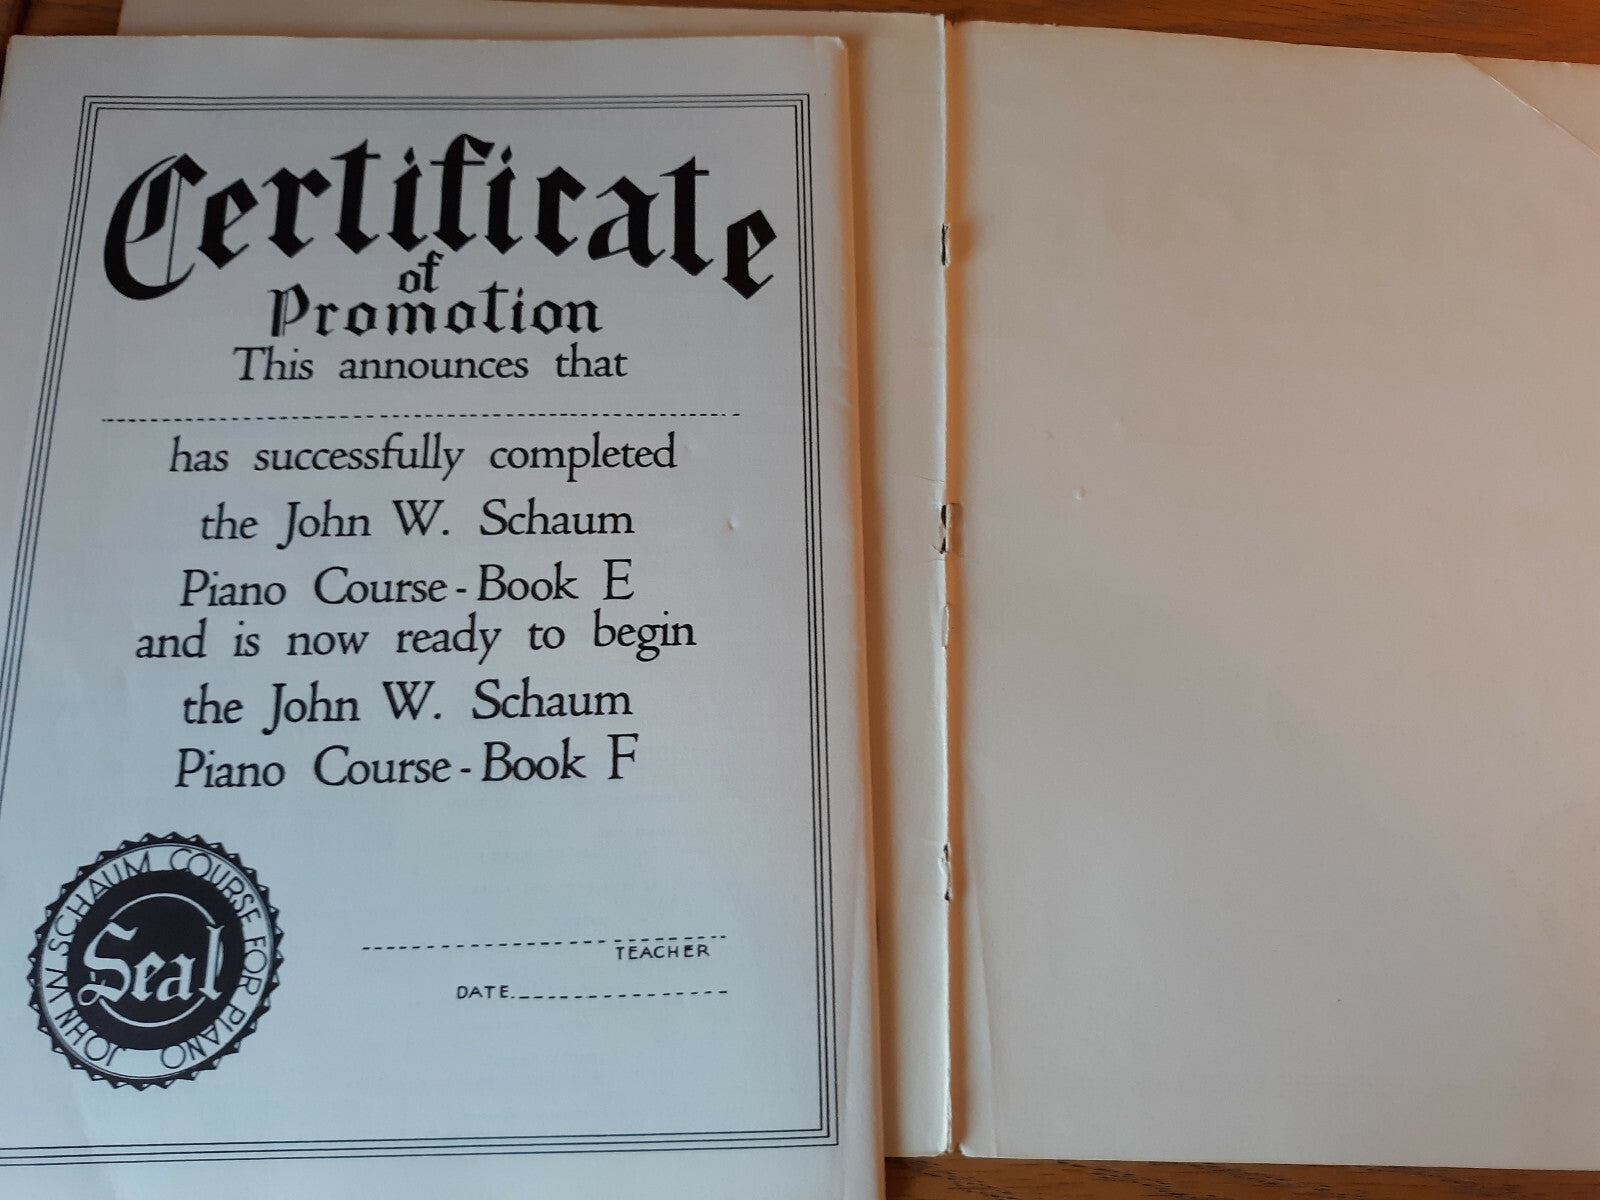 Certificate
of
Promotion
This announces that
has successfully completed
the John W. Schaum
Piano Course - Book E
and is now ready to begin
the John W. Schaum
Piano Course - Book F
JOHN W SCHAUM COURSE FOR PIANO
Seal
TEACHER
DATE